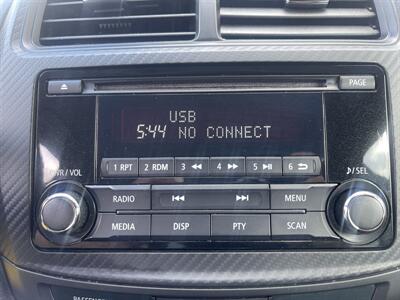 PAGE
USB
5:44 NO CONNECT
1 RPT 2 RDM 3 4 5 6
PWR / VOL
SEL
RADIO MENU
MEDIA DISP PTY SCAN
PASSENGER